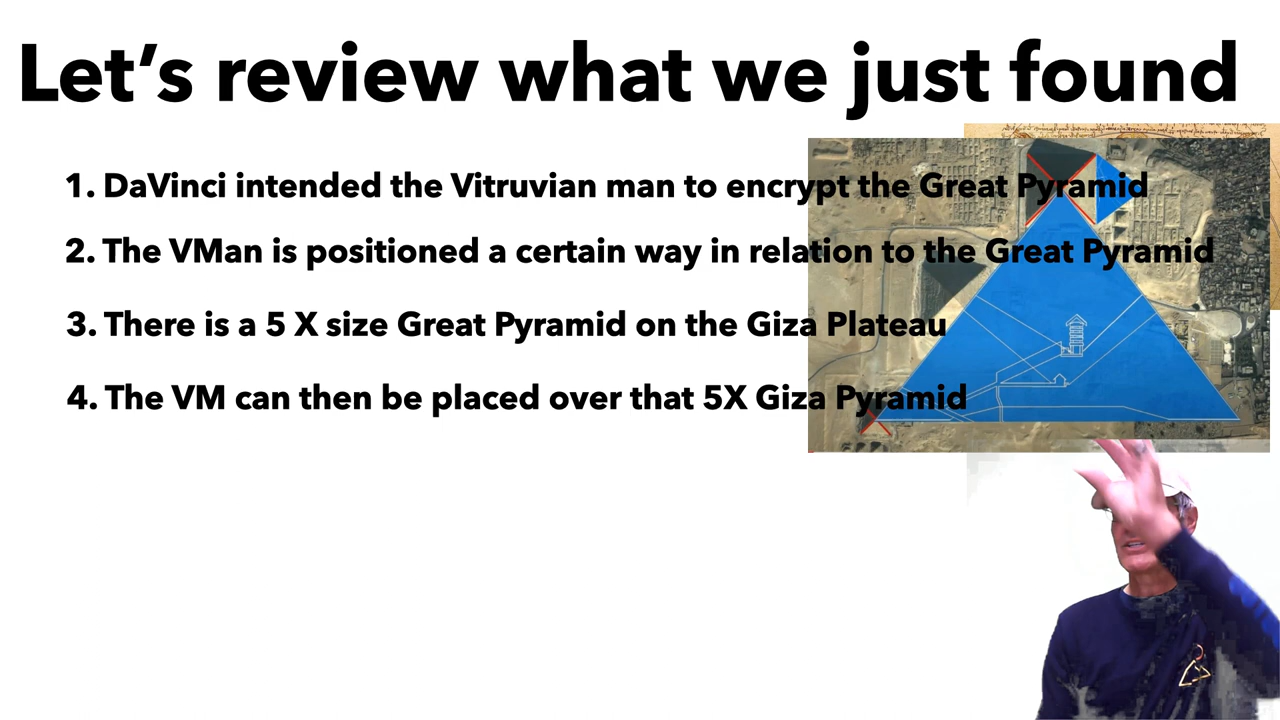 Let's review what we just found
1. DaVinci intended the Vitruvian man to encrypt the Great Pyramid
2. The VMan is positioned a certain way in relation to the Great Pyramid
3. There is a 5 X size Great Pyramid on the Giza Plateau
4. The VM can then be placed over that 5X Giza Pyramid